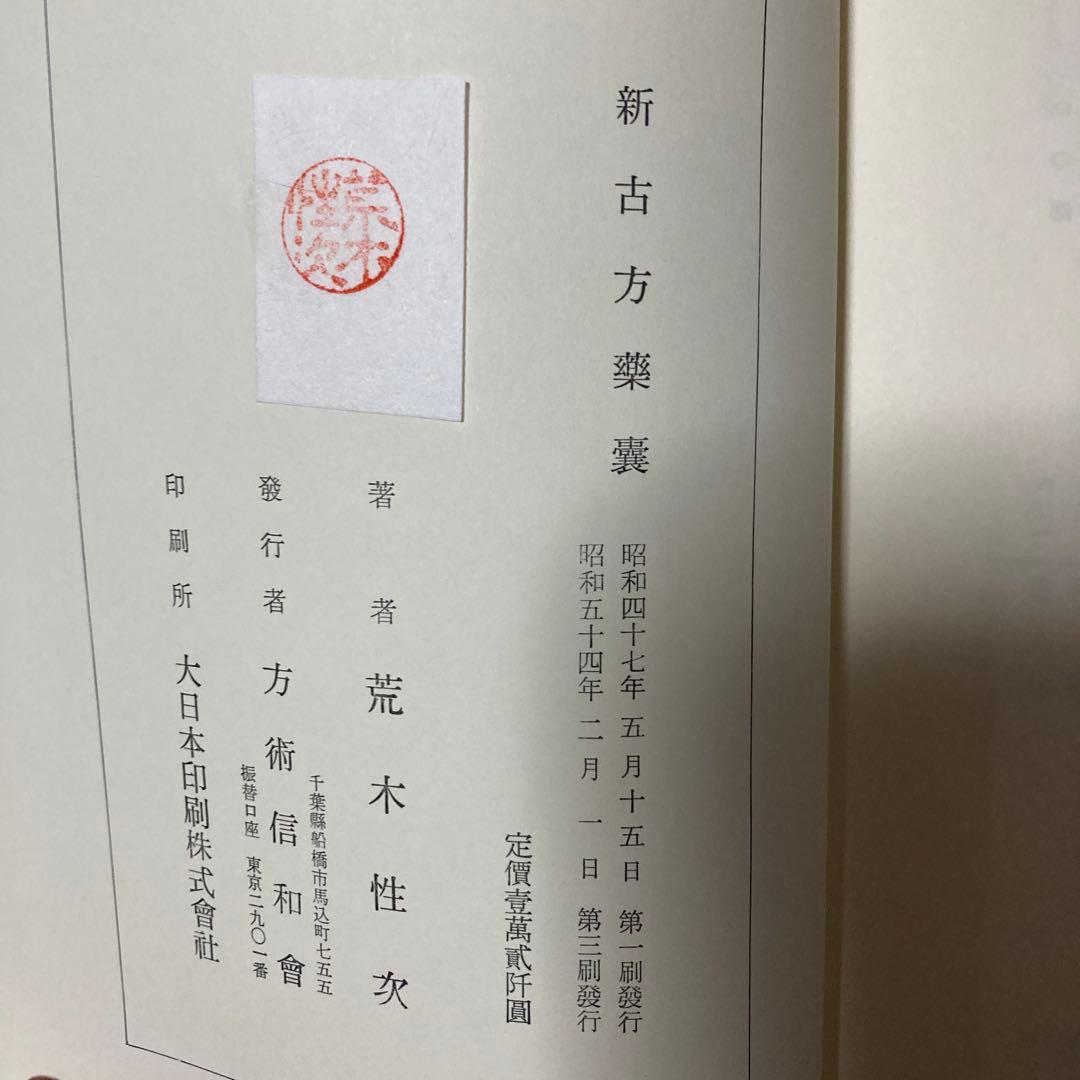 新古方藥囊
昭和四十七年五月十五日 第一刷發行
昭和五十四年二月一日 第三刷發行
定價壹萬貳阡圓
荒木
性次
著者 荒木性次
千葉縣船橋市馬込町七五五
發行者 方術信和會
振替口座 東京二九〇一番
印刷所 大日本印刷株式會社